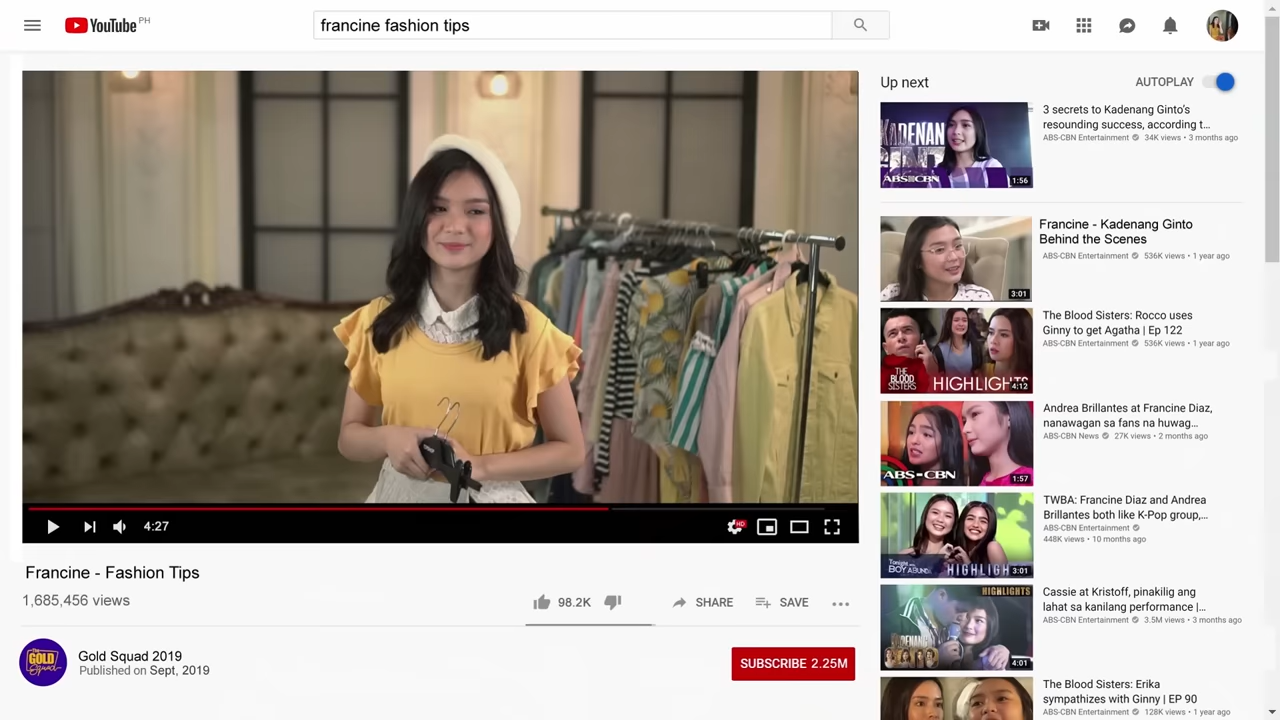 YouTube PH
francine fashion tips
4:27
HD
Francine - Fashion Tips
1,685,456 views
98.2K
SHARE
SAVE
GOLD
Squad
Gold Squad 2019
Published on Sept, 2019
SUBSCRIBE 2.25M
Up next
AUTOPLAY
KADENAN
ABS-CBN
1:56
3 secrets to Kadenang Ginto's
resounding success, according t...
ABS-CBN Entertainment 34K views • 3 months ago
3:01
Francine - Kadenang Ginto
Behind the Scenes
ABS-CBN Entertainment 536K views • 1 year ago
THE
BLOOD
SISTERS
HIGHLIGHTS
4:12
The Blood Sisters: Rocco uses
Ginny to get Agatha | Ep 122
ABS-CBN Entertainment 536K views • 1 year ago
ABS-CBN
1:57
Andrea Brillantes at Francine Diaz,
nanawagan sa fans na huwag...
ABS-CBN News 27K views • 2 months ago
Tonight
BOY ABUND
HIGHLIGH
3:01
TWBA: Francine Diaz and Andrea
Brillantes both like K-Pop group,...
ABS-CBN Entertainment
448K views • 10 months ago
HIGHLIGHTS
4:01
Cassie at Kristoff, pinakilig ang
lahat sa kanilang performance |...
ABS-CBN Entertainment 3.5M views • 3 months ago
The Blood Sisters: Erika
sympathizes with Ginny | EP 90
ABS-CBN Entertainment 128K views • 1 year ago